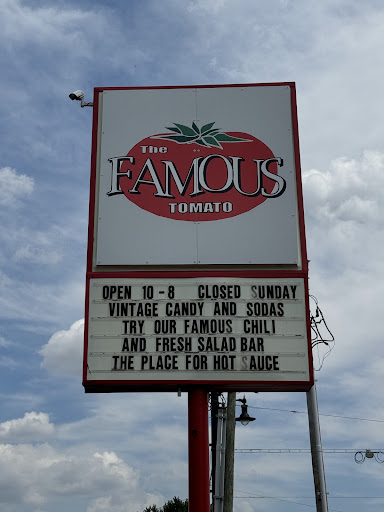 The
FAMOUS
TOMATO
OPEN 10-8 CLOSED SUNDAY
VINTAGE CANDY AND SODAS
TRY OUR FAMOUS CHILI
AND FRESH SALAD BAR
THE PLACE FOR HOT SAUCE